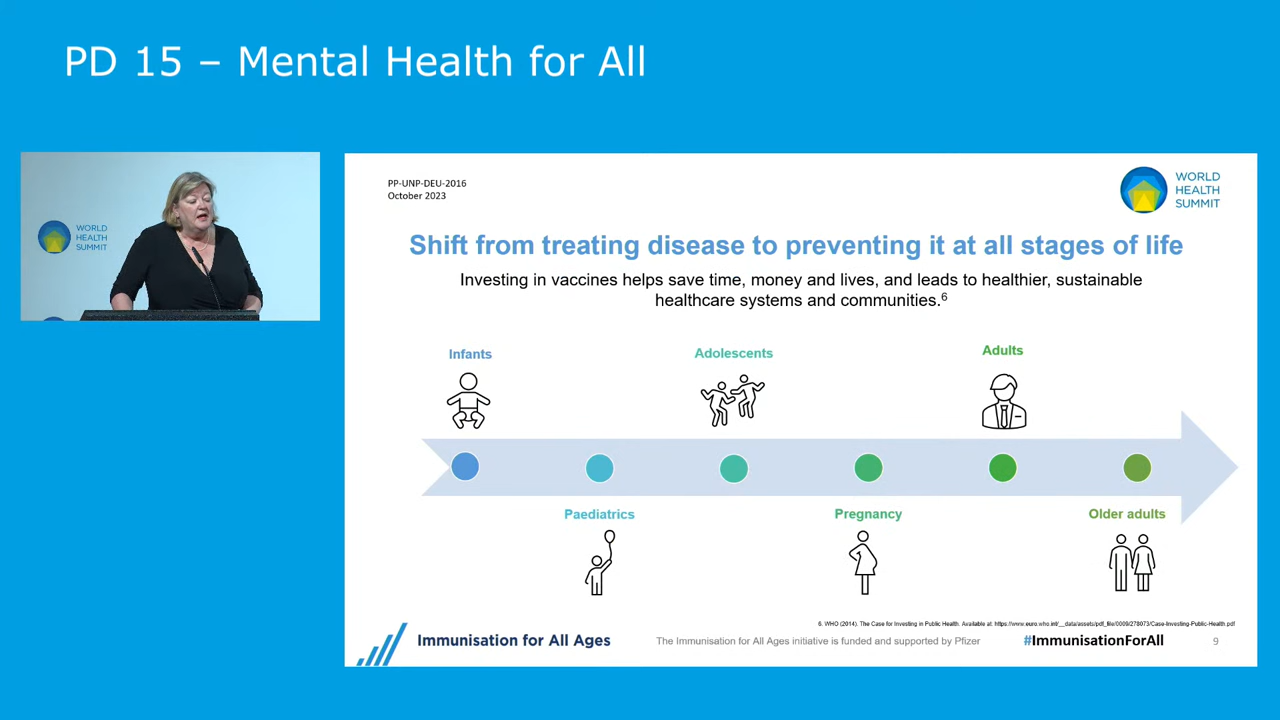 PD 15 – Mental Health for All
WORLD
HEALTH
SUMMIT
PP-UNP-DEU-2016
October 2023
WORLD
HEALTH
SUMMIT
Shift from treating disease to preventing it at all stages of life
Investing in vaccines helps save time, money and lives, and leads to healthier, sustainable
healthcare systems and communities.6
Infants
Adolescents
Adults
Paediatrics
Pregnancy
Older adults
6. WHO (2014). The Case for Investing in Public Health. Available at: https://www.euro.who.int/__data/assets/pdf_file/0009/278073/Case-Investing-Public-Health.pdf
Immunisation for All Ages
The Immunisation for All Ages initiative is funded and supported by Pfizer
#ImmunisationForAll
9